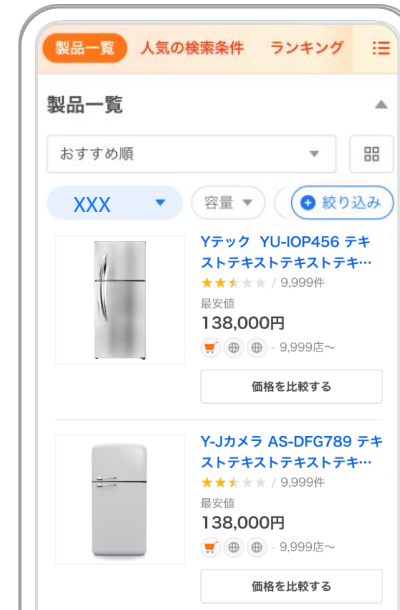 製品一覧 人気の検索条件 ランキング
製品一覧
おすすめ順
XXX 容量 絞り込み
Yテック YU-IOP456 テキ
ストテキストテキストテキ…
/ 9,999件
最安値
138,000円
- 9,999店〜
価格を比較する
Y-Jカメラ AS-DFG789 テキ
ストテキストテキストテキ…
/ 9,999件
最安値
138,000円
- 9,999店〜
価格を比較する